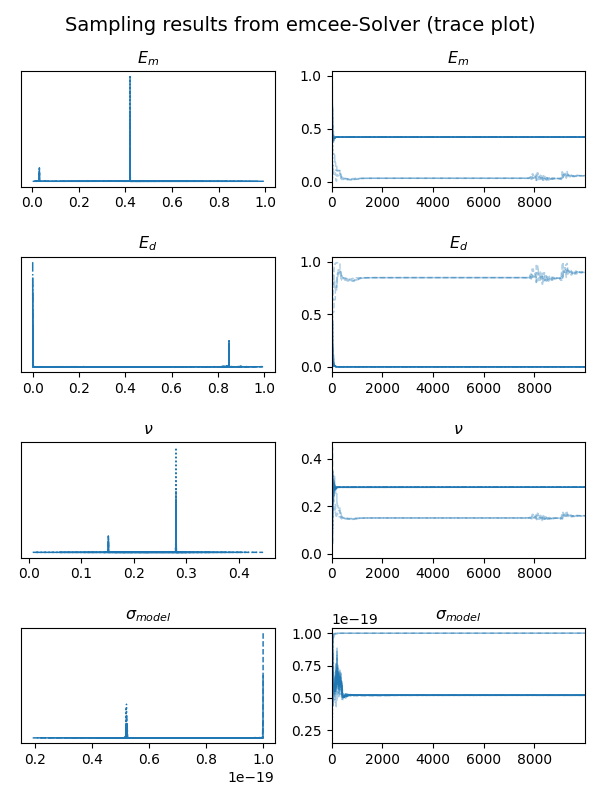 Sampling results from emcee-Solver (trace plot)
E_m
E_m
1.0
0.5
0.0
0.0 0.2 0.4 0.6 0.8 1.0
0 2000 4000 6000 8000
E_d
E_d
1.0
0.5
0.0
0.0 0.2 0.4 0.6 0.8 1.0
0 2000 4000 6000 8000
ν
ν
0.4
0.2
0.0
0.0 0.1 0.2 0.3 0.4
0 2000 4000 6000 8000
σ_model
1e−19 σ_model
1.00
0.75
0.50
0.25
0.2 0.4 0.6 0.8 1.0
0 2000 4000 6000 8000
1e−19